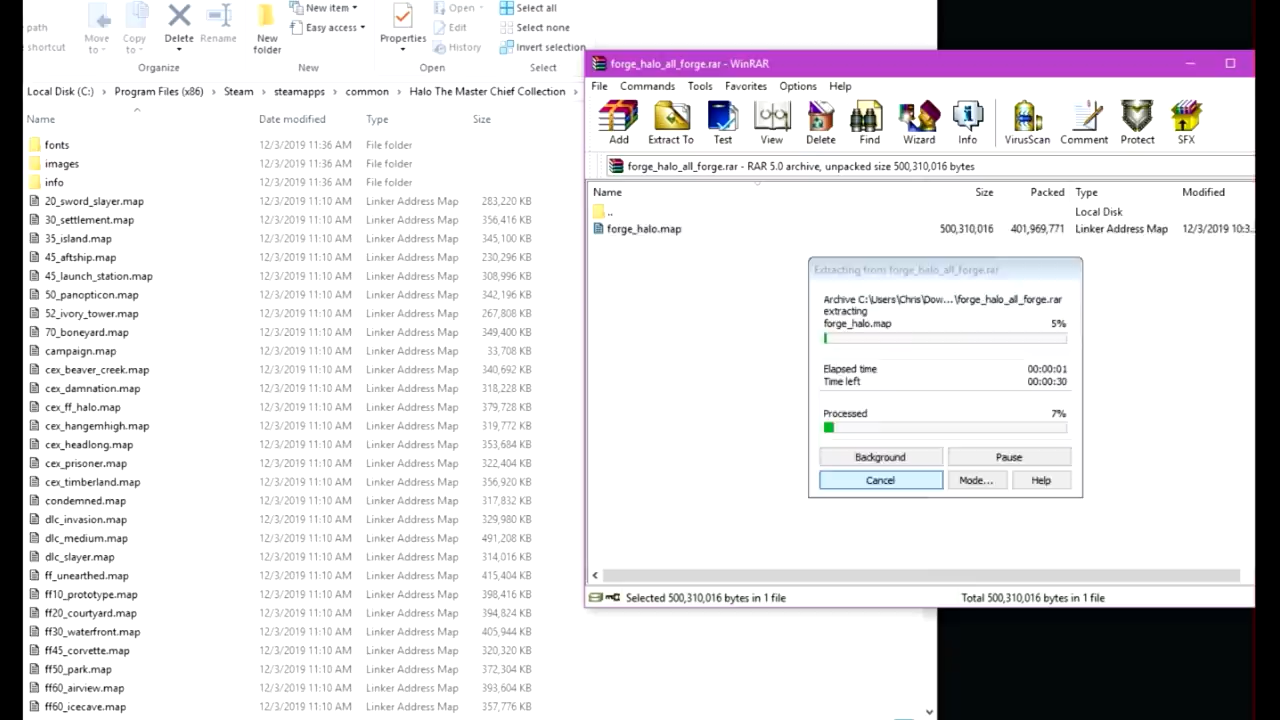 path
shortcut
Move to
Copy to
Delete
Rename
New folder
New item
Easy access
Properties
Open
Edit
History
Select all
Select none
Invert selection
Organize
New
Open
Select
Local Disk (C:) Program Files (x86) Steam steamapps common Halo The Master Chief Collection
Name Date modified Type Size
fonts 12/3/2019 11:36 AM File folder
images 12/3/2019 11:36 AM File folder
info 12/3/2019 11:36 AM File folder
20_sword_slayer.map 12/3/2019 11:10 AM Linker Address Map 283,220 KB
30_settlement.map 12/3/2019 11:10 AM Linker Address Map 356,416 KB
35_island.map 12/3/2019 11:10 AM Linker Address Map 345,100 KB
45_aftship.map 12/3/2019 11:10 AM Linker Address Map 230,296 KB
45_launch_station.map 12/3/2019 11:10 AM Linker Address Map 308,996 KB
50_panopticon.map 12/3/2019 11:10 AM Linker Address Map 342,196 KB
52_ivory_tower.map 12/3/2019 11:10 AM Linker Address Map 267,808 KB
70_boneyard.map 12/3/2019 11:10 AM Linker Address Map 349,400 KB
campaign.map 12/3/2019 11:10 AM Linker Address Map 33,708 KB
cex_beaver_creek.map 12/3/2019 11:10 AM Linker Address Map 340,692 KB
cex_damnation.map 12/3/2019 11:10 AM Linker Address Map 318,228 KB
cex_ff_halo.map 12/3/2019 11:10 AM Linker Address Map 379,728 KB
cex_hangemhigh.map 12/3/2019 11:10 AM Linker Address Map 319,772 KB
cex_headlong.map 12/3/2019 11:10 AM Linker Address Map 353,684 KB
cex_prisoner.map 12/3/2019 11:10 AM Linker Address Map 322,404 KB
cex_timberland.map 12/3/2019 11:10 AM Linker Address Map 356,920 KB
condemned.map 12/3/2019 11:10 AM Linker Address Map 317,832 KB
dlc_invasion.map 12/3/2019 11:10 AM Linker Address Map 329,980 KB
dlc_medium.map 12/3/2019 11:10 AM Linker Address Map 491,208 KB
dlc_slayer.map 12/3/2019 11:10 AM Linker Address Map 314,016 KB
ff_unearthed.map 12/3/2019 11:10 AM Linker Address Map 415,404 KB
ff10_prototype.map 12/3/2019 11:10 AM Linker Address Map 398,416 KB
ff20_courtyard.map 12/3/2019 11:10 AM Linker Address Map 394,824 KB
ff30_waterfront.map 12/3/2019 11:10 AM Linker Address Map 405,944 KB
ff45_corvette.map 12/3/2019 11:10 AM Linker Address Map 320,320 KB
ff50_park.map 12/3/2019 11:10 AM Linker Address Map 372,304 KB
ff60_airview.map 12/3/2019 11:10 AM Linker Address Map 393,604 KB
ff60_icecave.map 12/3/2019 11:10 AM Linker Address Map 357,776 KB
forge_halo_all_forge.rar - WinRAR
File Commands Tools Favorites Options Help
Add Extract To Test View Delete Find Wizard Info VirusScan Comment Protect SFX
forge_halo_all_forge.rar - RAR 5.0 archive, unpacked size 500,310,016 bytes
Name Size Packed Type Modified
.. Local Disk
forge_halo.map 500,310,016 401,969,771 Linker Address Map 12/3/2019 10:3...
Extracting from forge_halo_all_forge.rar
Archive C:\Users\Chris\Dow...\forge_halo_all_forge.rar
extracting
forge_halo.map 5%
Elapsed time 00:00:01
Time left 00:00:30
Processed 7%
Background Pause
Cancel Mode... Help
Selected 500,310,016 bytes in 1 file Total 500,310,016 bytes in 1 file